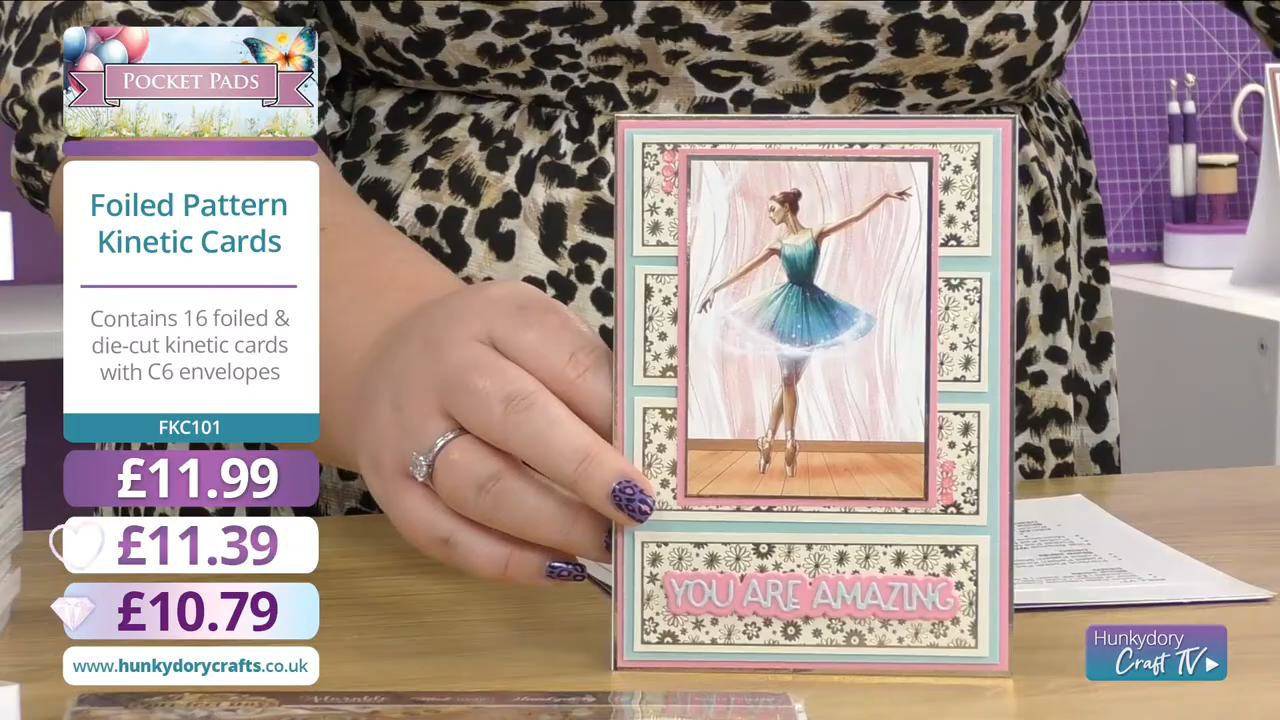 POCKET PADS
Foiled Pattern
Kinetic Cards
Contains 16 foiled &
die-cut kinetic cards
with C6 envelopes
FKC101
£11.99
£11.39
£10.79
www.hunkydorycrafts.co.uk
YOU ARE AMAZING
Hunkydory
Craft TV